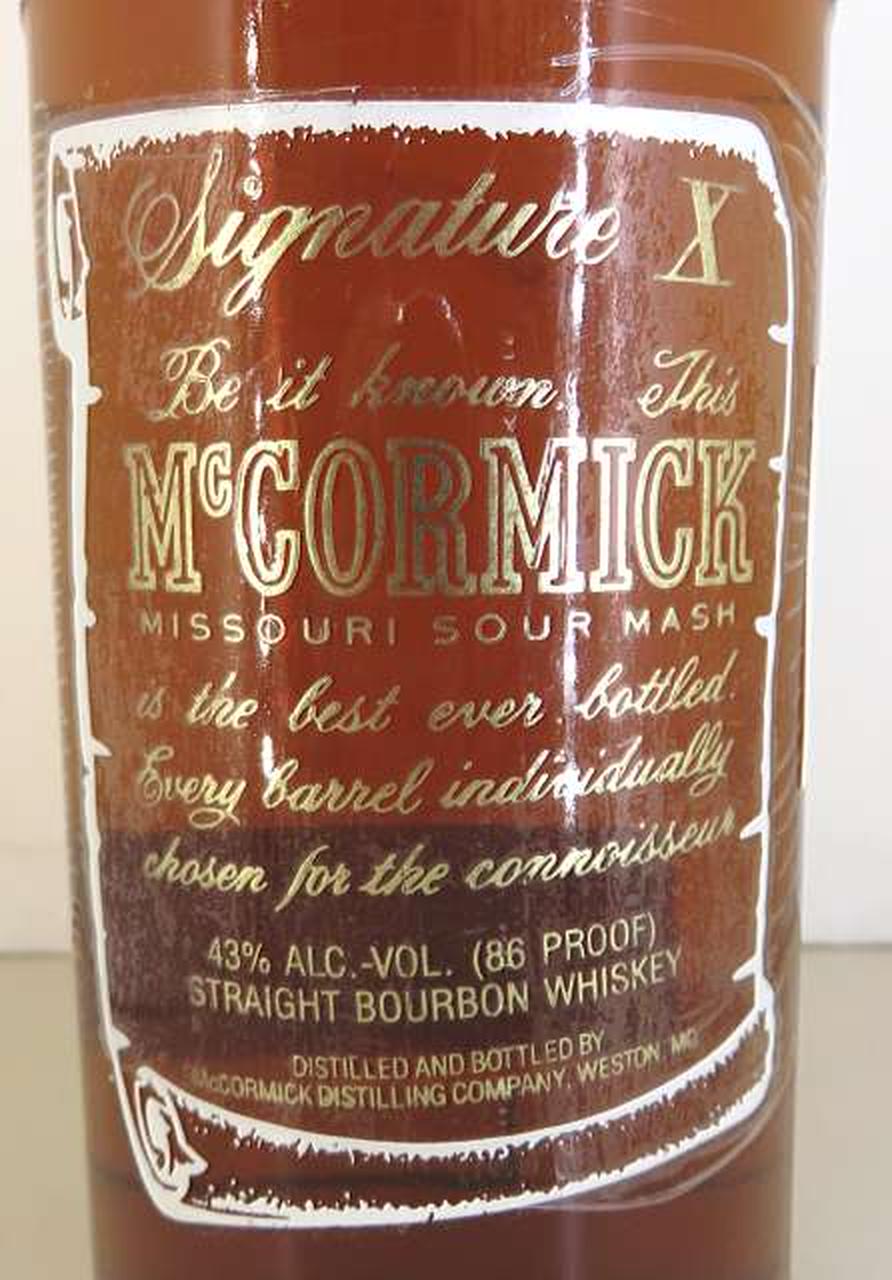 Signature X
Be it known. This
McCORMICK
MISSOURI SOUR MASH
is the best ever bottled.
Every barrel individually
chosen for the connoisseur
43% ALC.-VOL. (86 PROOF)
STRAIGHT BOURBON WHISKEY
DISTILLED AND BOTTLED BY
McCORMICK DISTILLING COMPANY, WESTON, MO.